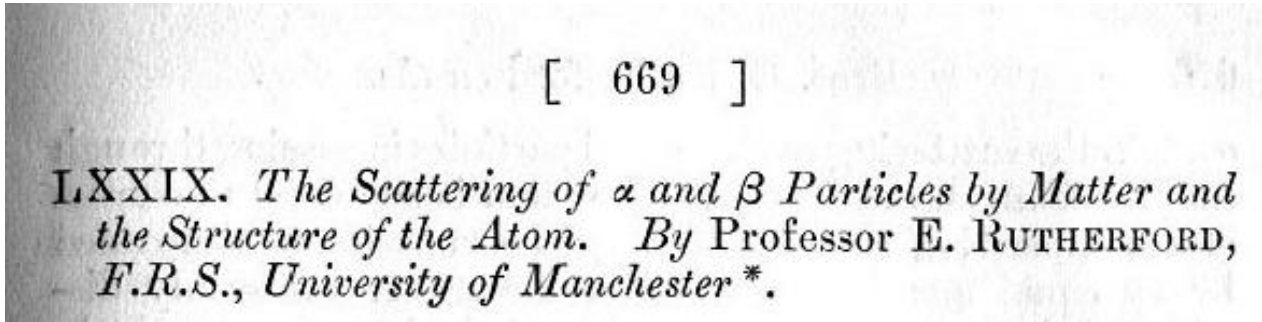 [ 669 ]
LXXIX. The Scattering of α and β Particles by Matter and
the Structure of the Atom. By Professor E. RUTHERFORD,
F.R.S., University of Manchester *.